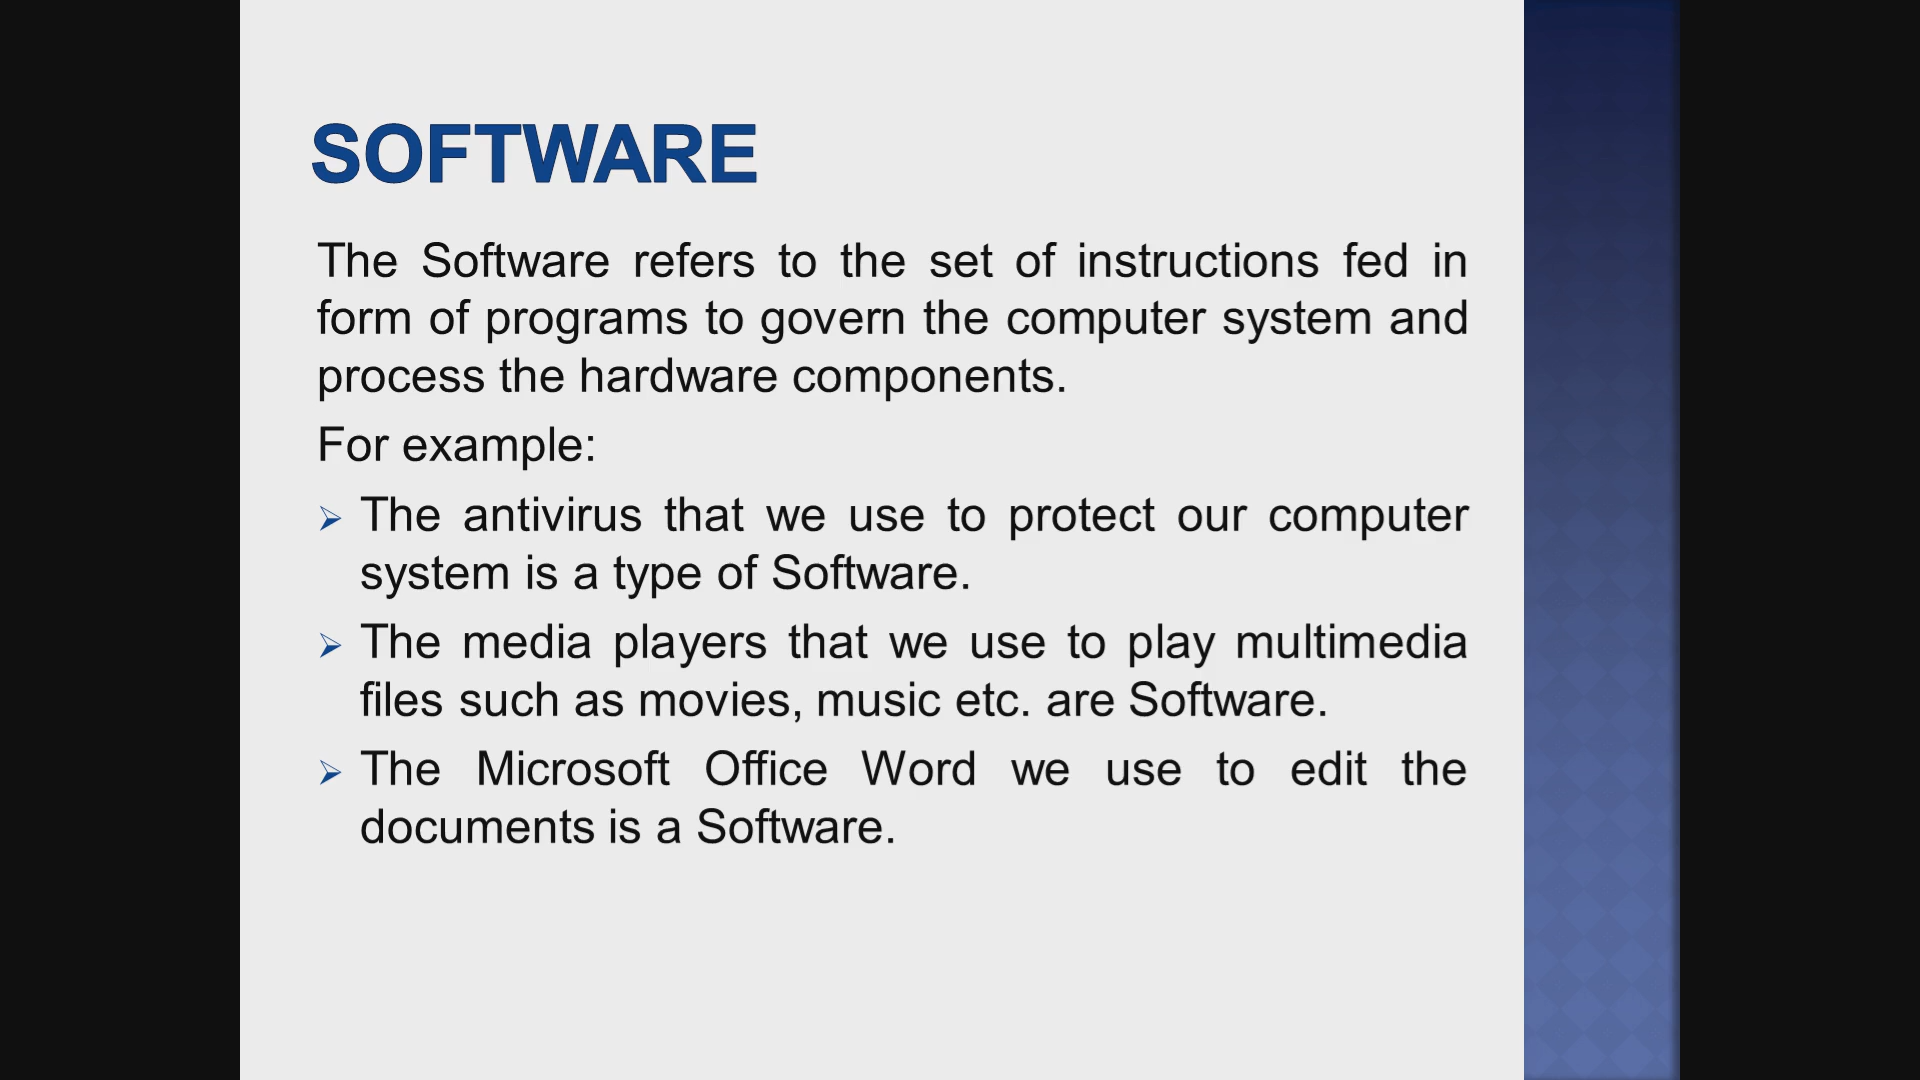 SOFTWARE
The Software refers to the set of instructions fed in
form of programs to govern the computer system and
process the hardware components.
For example:
➢ The antivirus that we use to protect our computer
system is a type of Software.
➢ The media players that we use to play multimedia
files such as movies, music etc. are Software.
➢ The Microsoft Office Word we use to edit the
documents is a Software.